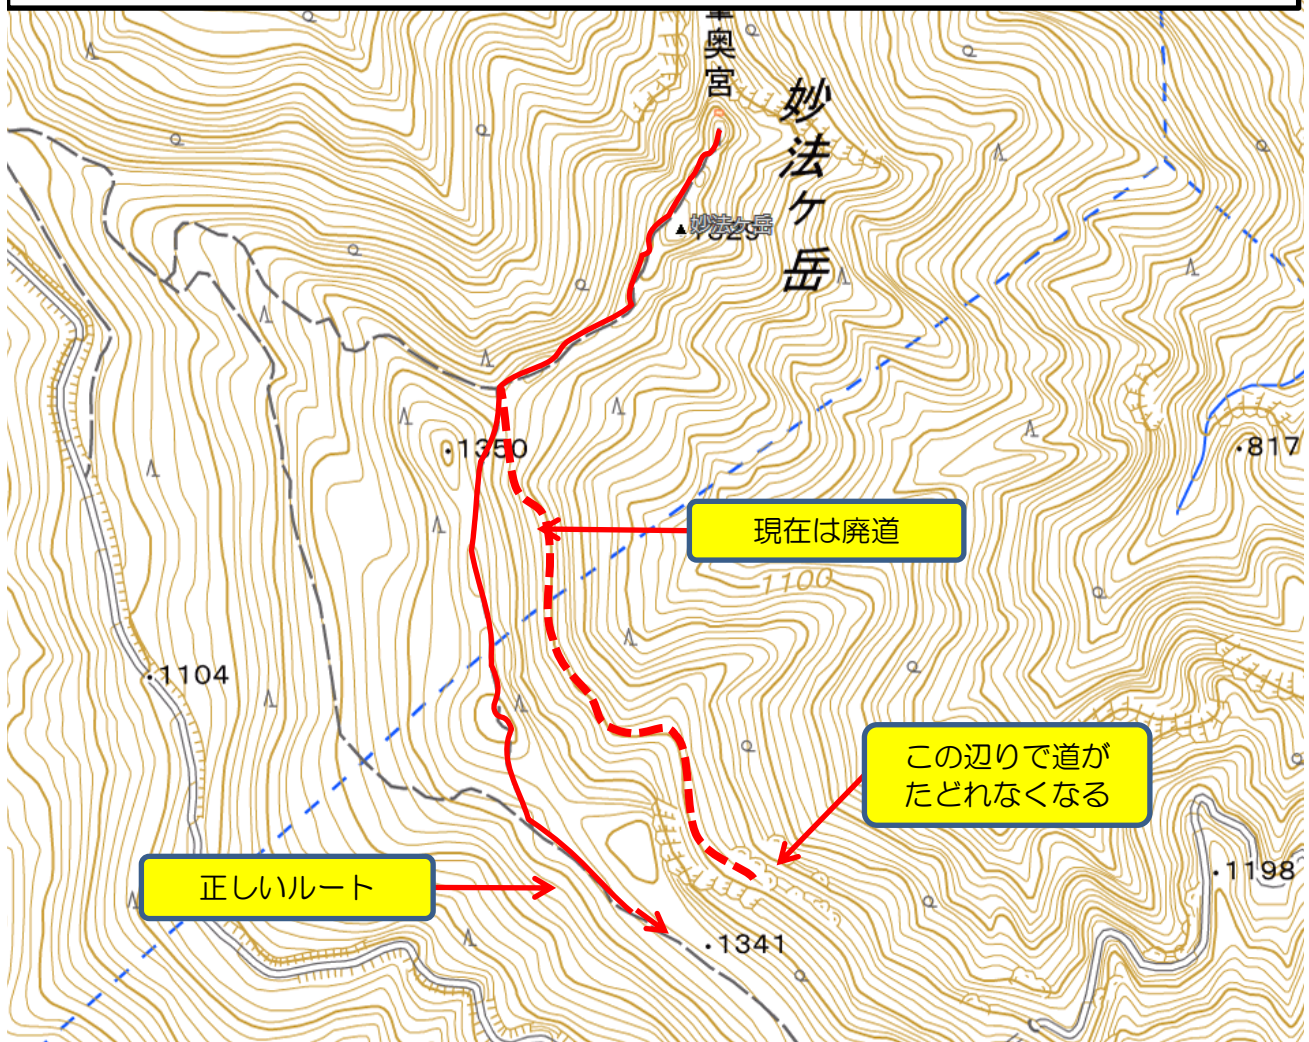 奥宮
妙法ヶ岳
妙法ヶ岳
1350
817
現在は廃道
1100
1104
この辺りで道が
たどれなくなる
正しいルート
1198
1341